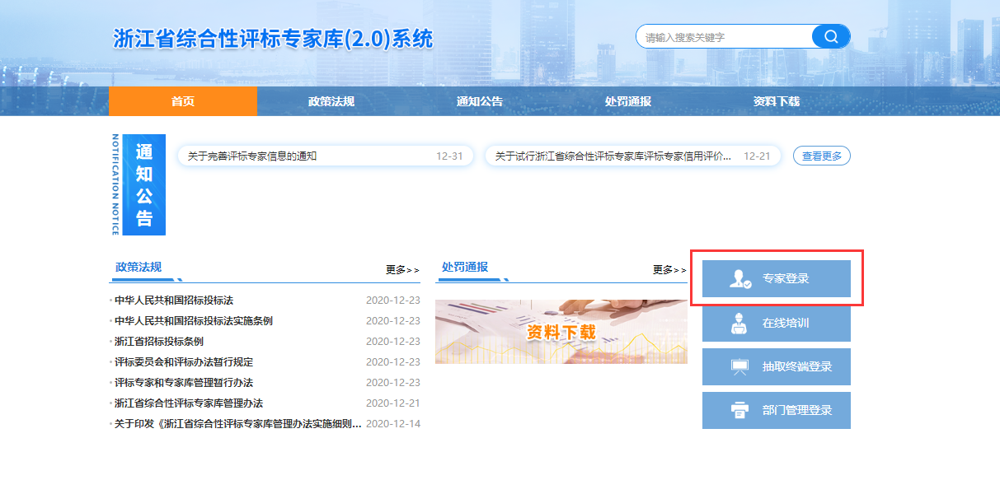 浙江省综合性评标专家库(2.0)系统
请输入搜索关键字
首页 政策法规 通知公告 处罚通报 资料下载
NOTIFICATION NOTICE
通知公告
关于完善评标专家信息的通知 12-31
关于试行浙江省综合性评标专家库评标专家信用评价... 12-21
查看更多
政策法规 更多>>
中华人民共和国招标投标法 2020-12-23
中华人民共和国招标投标法实施条例 2020-12-23
浙江省招标投标条例 2020-12-23
评标委员会和评标办法暂行规定 2020-12-23
评标专家和专家库管理暂行办法 2020-12-23
浙江省综合性评标专家库管理办法 2020-12-21
关于印发《浙江省综合性评标专家库管理办法实施细则... 2020-12-14
处罚通报 更多>>
资料下载
专家登录
在线培训
抽取终端登录
部门管理登录